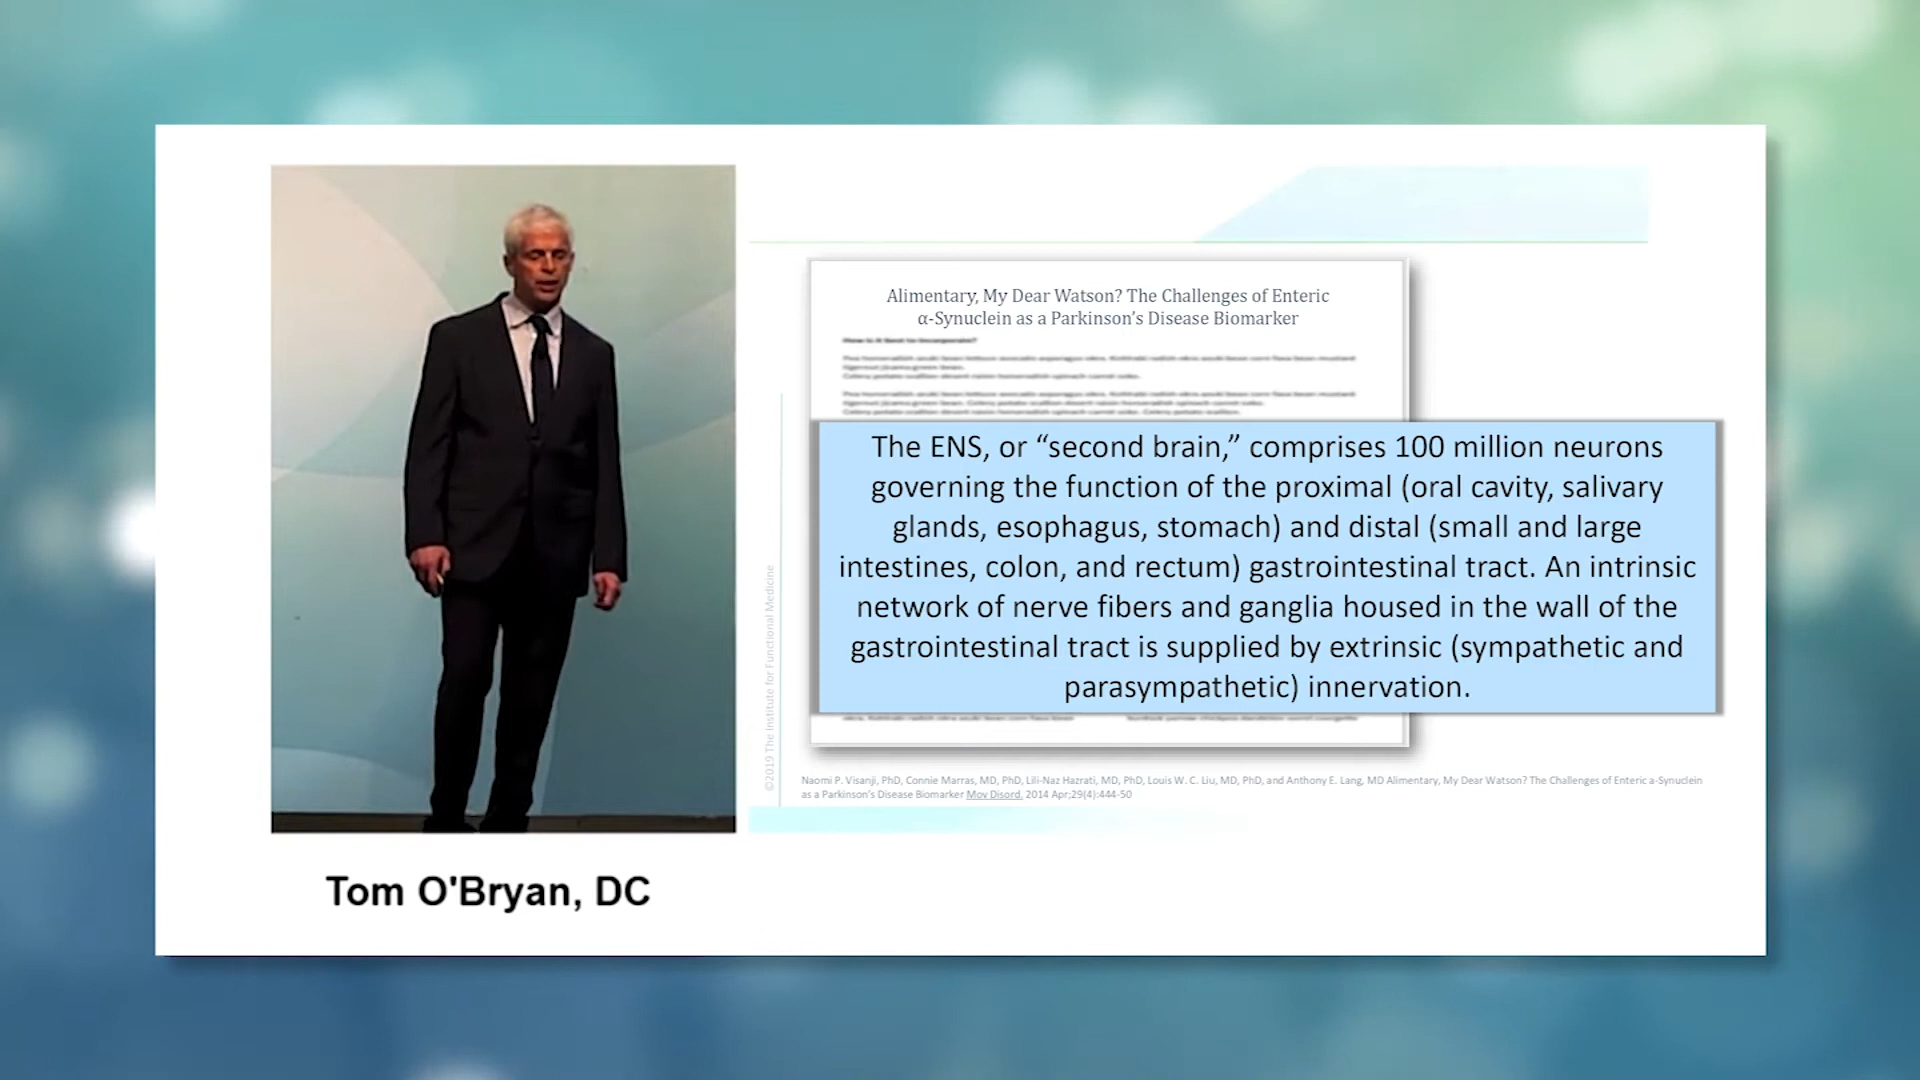 Alimentary, My Dear Watson? The Challenges of Enteric
α-Synuclein as a Parkinson's Disease Biomarker
How is it best to incorporate?
The ENS, or “second brain,” comprises 100 million neurons
governing the function of the proximal (oral cavity, salivary
glands, esophagus, stomach) and distal (small and large
intestines, colon, and rectum) gastrointestinal tract. An intrinsic
network of nerve fibers and ganglia housed in the wall of the
gastrointestinal tract is supplied by extrinsic (sympathetic and
parasympathetic) innervation.
©2019 The Institute for Functional Medicine
Naomi P. Visanji, PhD, Connie Marras, MD, PhD, Lili-Naz Hazrati, MD, PhD, Louis W. C. Liu, MD, PhD, and Anthony E. Lang, MD Alimentary, My Dear Watson? The Challenges of Enteric a-Synuclein
as a Parkinson's Disease Biomarker Mov Disord. 2014 Apr;29(4):444-50
Tom O'Bryan, DC